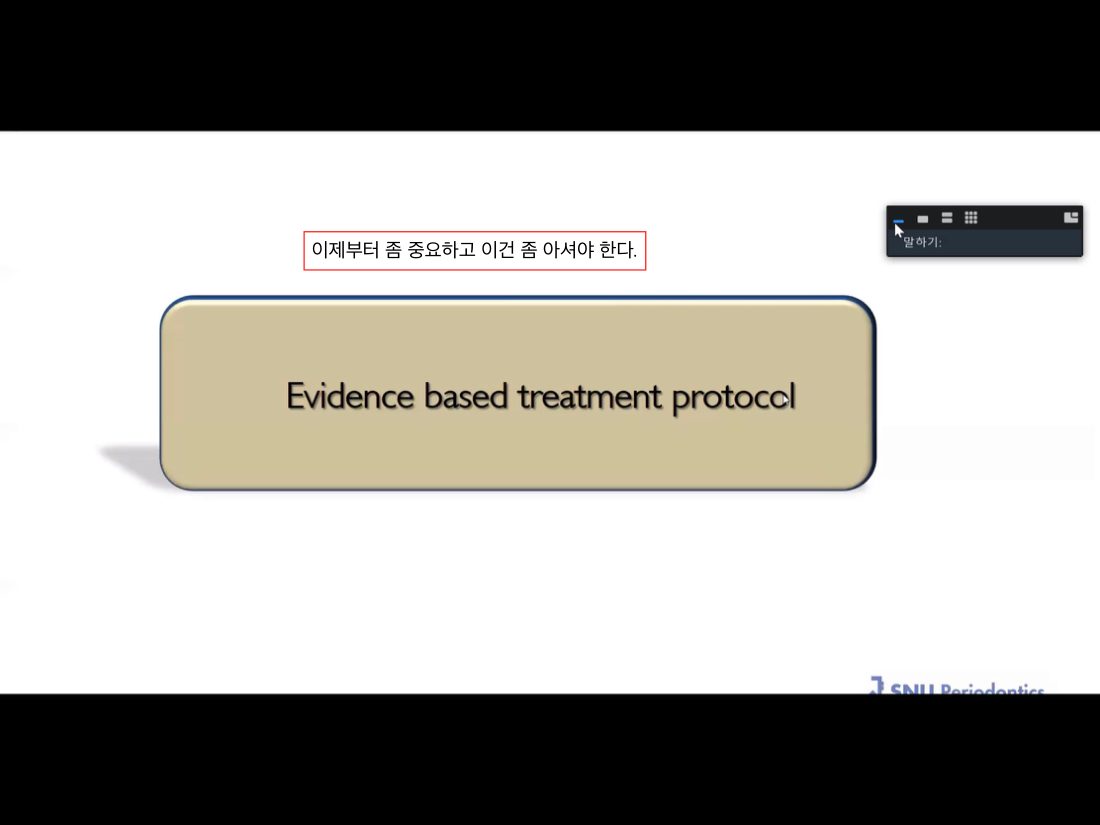 말하기:
이제부터 좀 중요하고 이건 좀 아셔야 한다.
Evidence based treatment protocol
SNU Periodontics